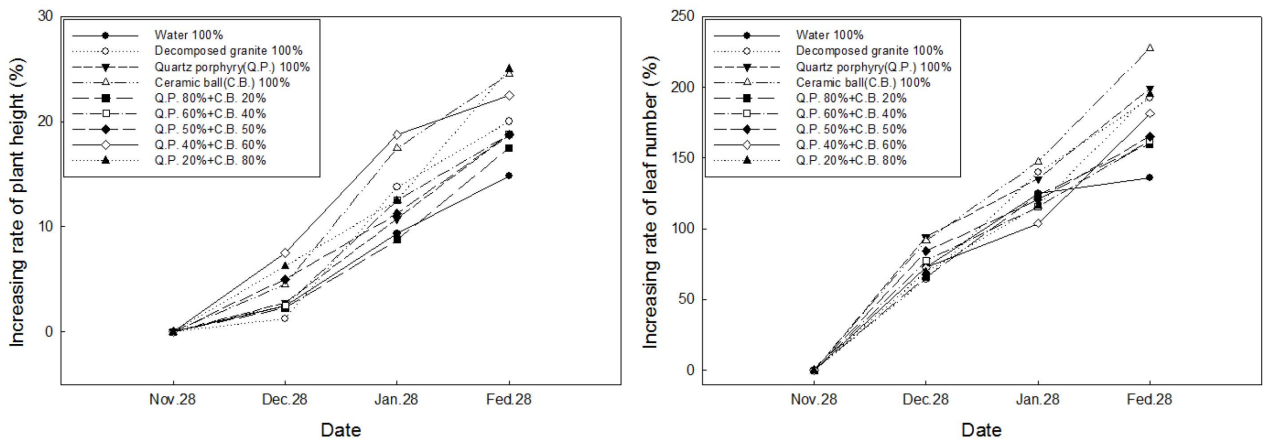 30
20
10
0
Increasing rate of plant height (%)
Water 100%
Decomposed granite 100%
Quartz porphyry(Q.P.) 100%
Ceramic ball(C.B.) 100%
Q.P. 80%+C.B. 20%
Q.P. 60%+C.B. 40%
Q.P. 50%+C.B. 50%
Q.P. 40%+C.B. 60%
Q.P. 20%+C.B. 80%
Nov.28 Dec.28 Jan.28 Fed.28
Date
250
200
150
100
50
0
Increasing rate of leaf number (%)
Water 100%
Decomposed granite 100%
Quartz porphyry(Q.P.) 100%
Ceramic ball(C.B.) 100%
Q.P. 80%+C.B. 20%
Q.P. 60%+C.B. 40%
Q.P. 50%+C.B. 50%
Q.P. 40%+C.B. 60%
Q.P. 20%+C.B. 80%
Nov.28 Dec.28 Jan.28 Fed.28
Date